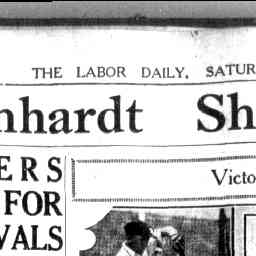 THE LABOR DAILY, SATUR
nhardt Sh
ERS
FOR
VALS
Victo